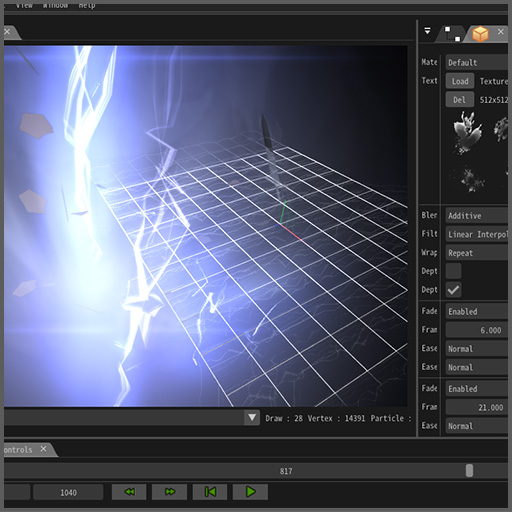 View Window Help
Mate Default
Text Load Texture
Del 512x512
Blen Additive
Filt Linear Interpol
Wrap Repeat
Dept
Dept
Fade Enabled
Fram 6.000
Ease Normal
Ease Normal
Fade Enabled
Fram 21.000
Ease Normal
Draw : 28 Vertex : 14391 Particle :
ontrols
817
1040